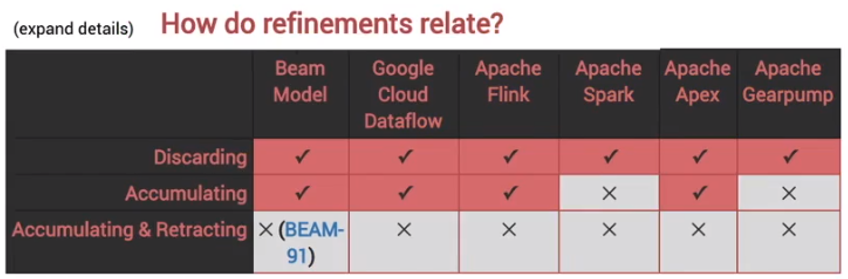 (expand details) How do refinements relate?
Beam Model Google Cloud Dataflow Apache Flink Apache Spark Apache Apex Apache Gearpump
Discarding ✓ ✓ ✓ ✓ ✓ ✓
Accumulating ✓ ✓ ✓ ✕ ✓ ✕
Accumulating & Retracting ✕ (BEAM-91) ✕ ✕ ✕ ✕ ✕